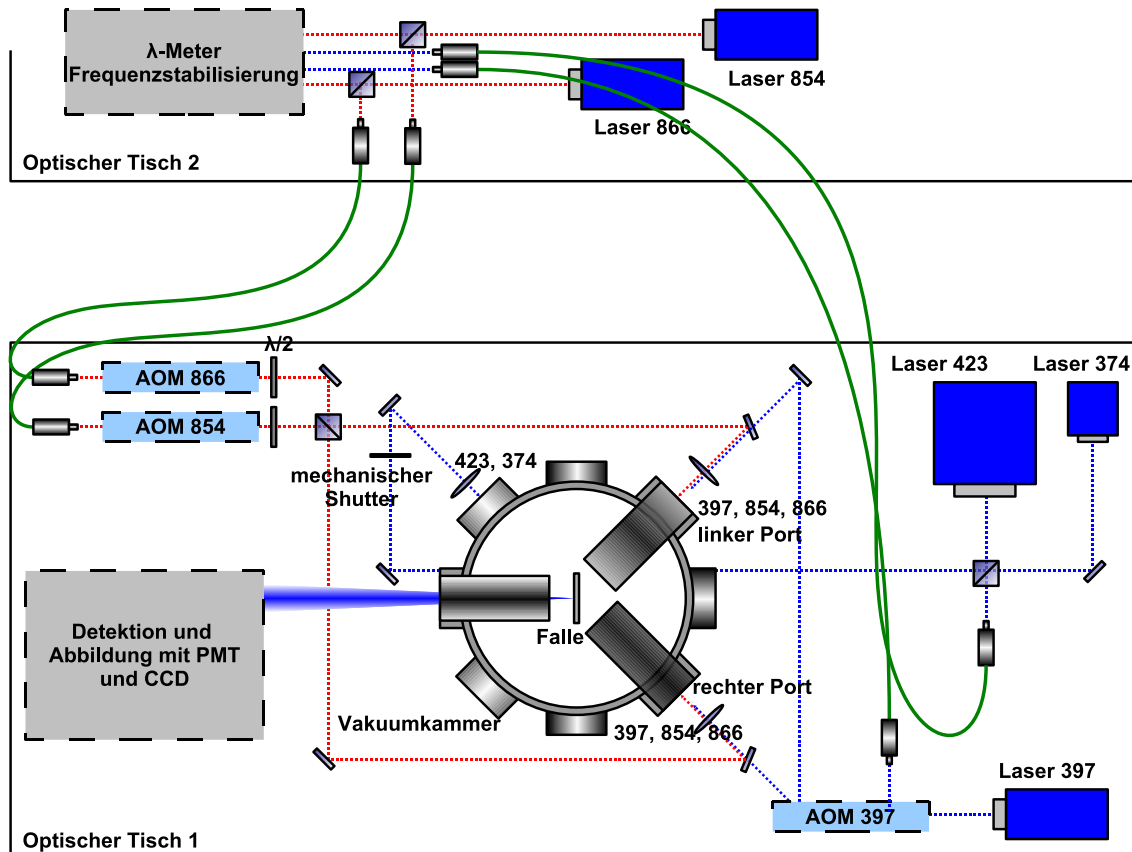 λ-Meter
Frequenzstabilisierung
Laser 854
Laser 866
Optischer Tisch 2
λ/2
AOM 866
AOM 854
Laser 423
Laser 374
mechanischer
Shutter
423, 374
397, 854, 866
linker Port
Detektion und
Abbildung mit PMT
und CCD
Falle
rechter Port
Vakuumkammer
397, 854, 866
Laser 397
AOM 397
Optischer Tisch 1